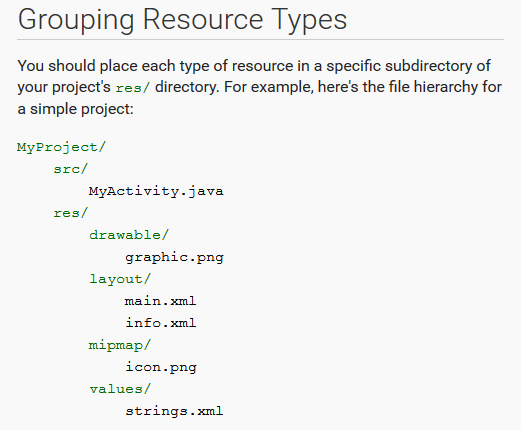 Grouping Resource Types
You should place each type of resource in a specific subdirectory of
your project's res/ directory. For example, here's the file hierarchy for
a simple project:
MyProject/
    src/
        MyActivity.java
    res/
        drawable/
            graphic.png
        layout/
            main.xml
            info.xml
        mipmap/
            icon.png
        values/
            strings.xml